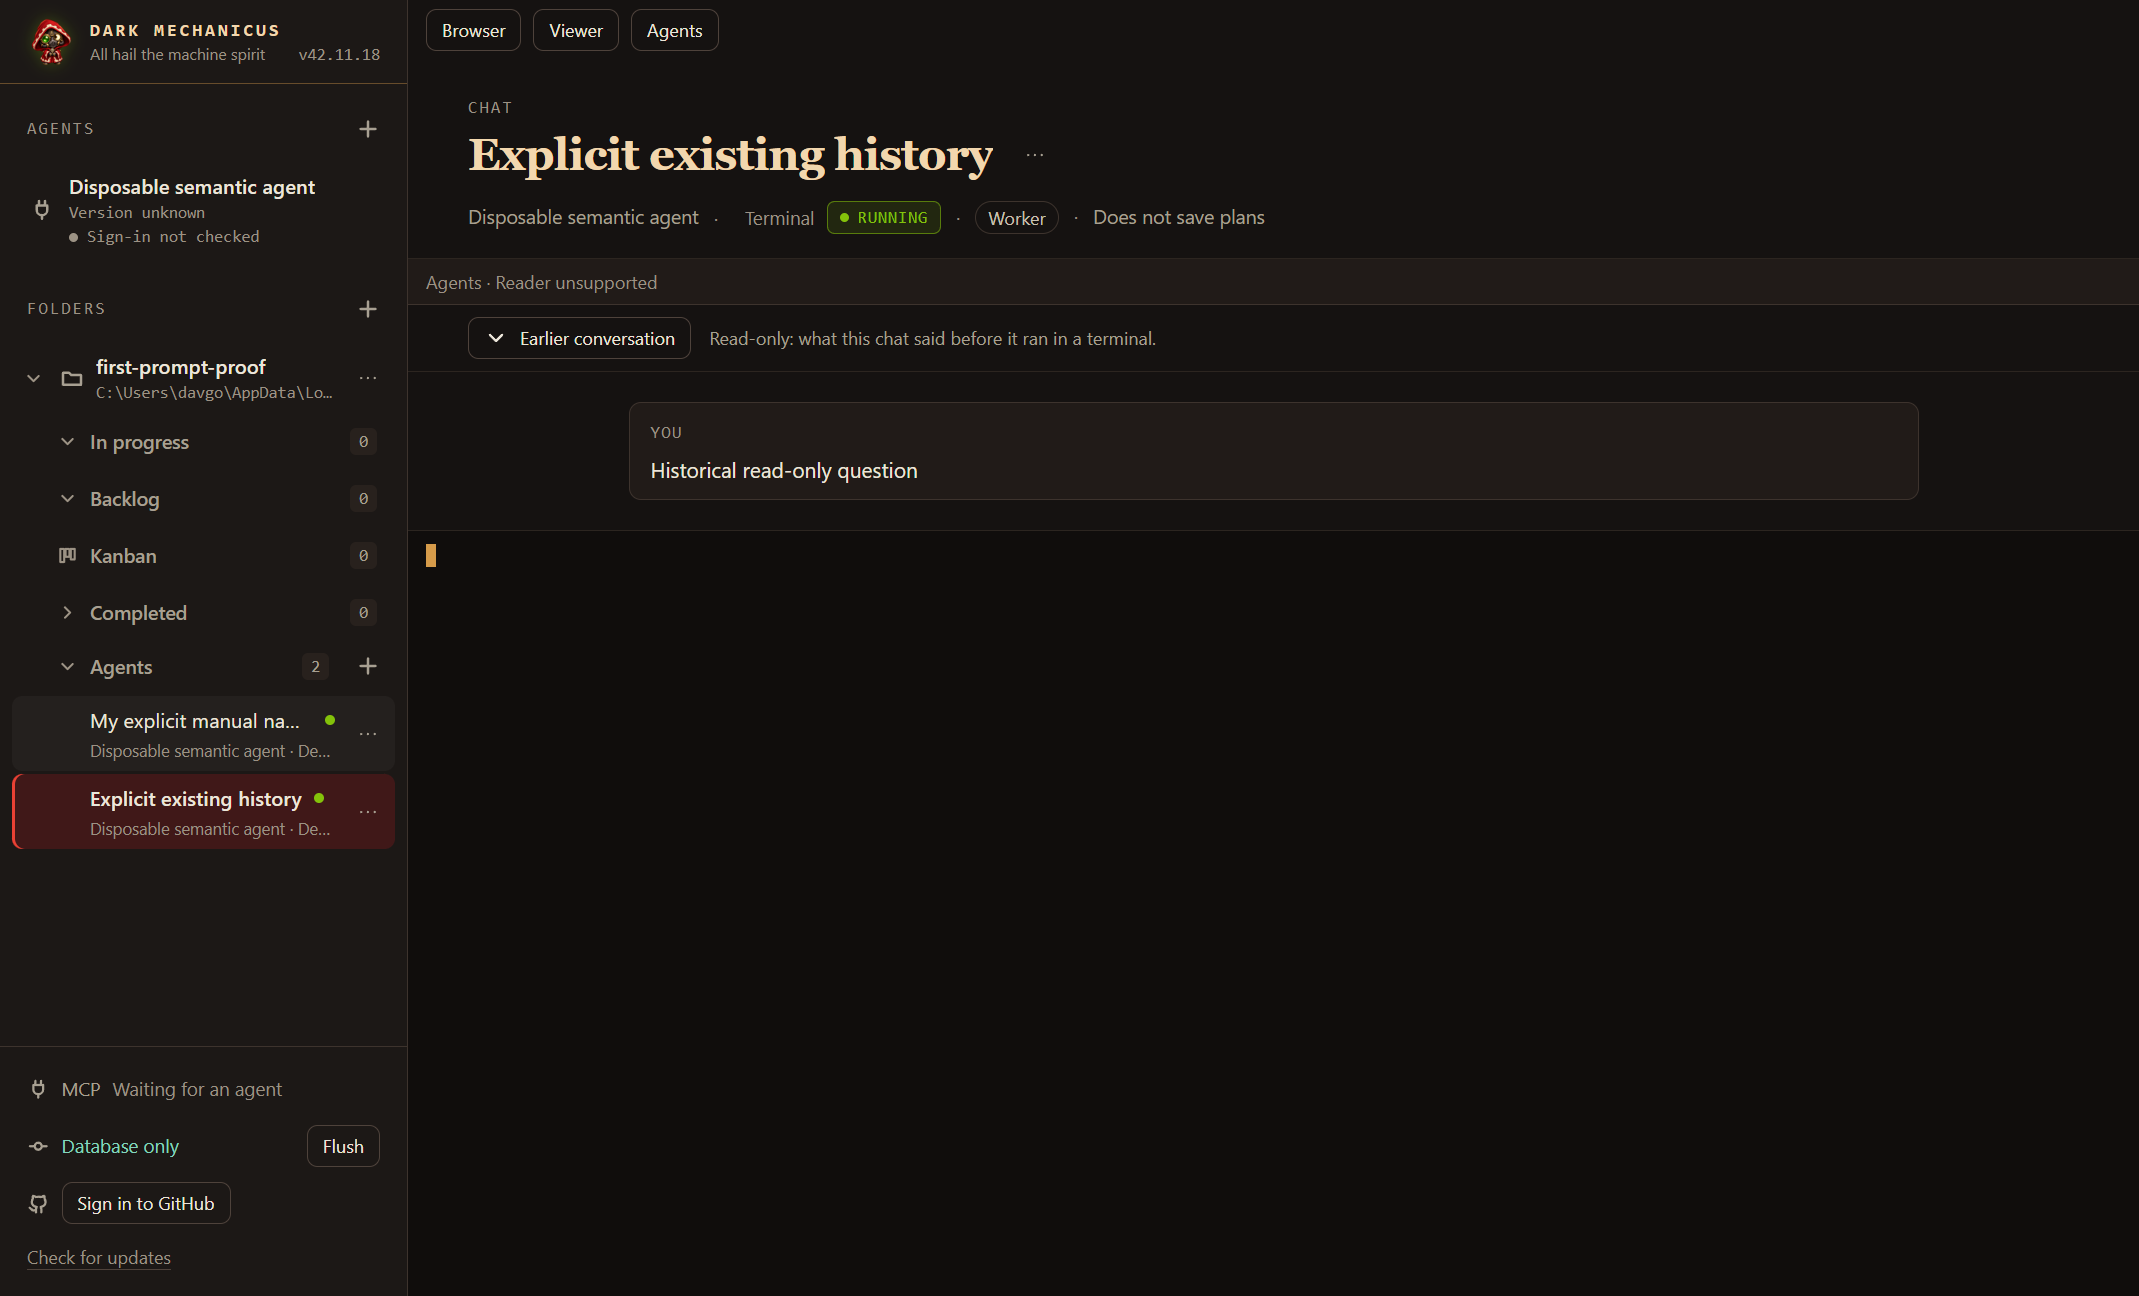 DARK MECHANICUS
All hail the machine spirit v42.11.18
AGENTS
Disposable semantic agent
Version unknown
Sign-in not checked
FOLDERS
first-prompt-proof
C:\Users\davgo\AppData\Lo…
In progress 0
Backlog 0
Kanban 0
Completed 0
Agents 2
My explicit manual na…
Disposable semantic agent · De…
Explicit existing history
Disposable semantic agent · De…
MCP Waiting for an agent
Database only Flush
Sign in to GitHub
Check for updates
Browser Viewer Agents
CHAT
Explicit existing history
Disposable semantic agent · Terminal RUNNING · Worker · Does not save plans
Agents · Reader unsupported
Earlier conversation Read-only: what this chat said before it ran in a terminal.
YOU
Historical read-only question